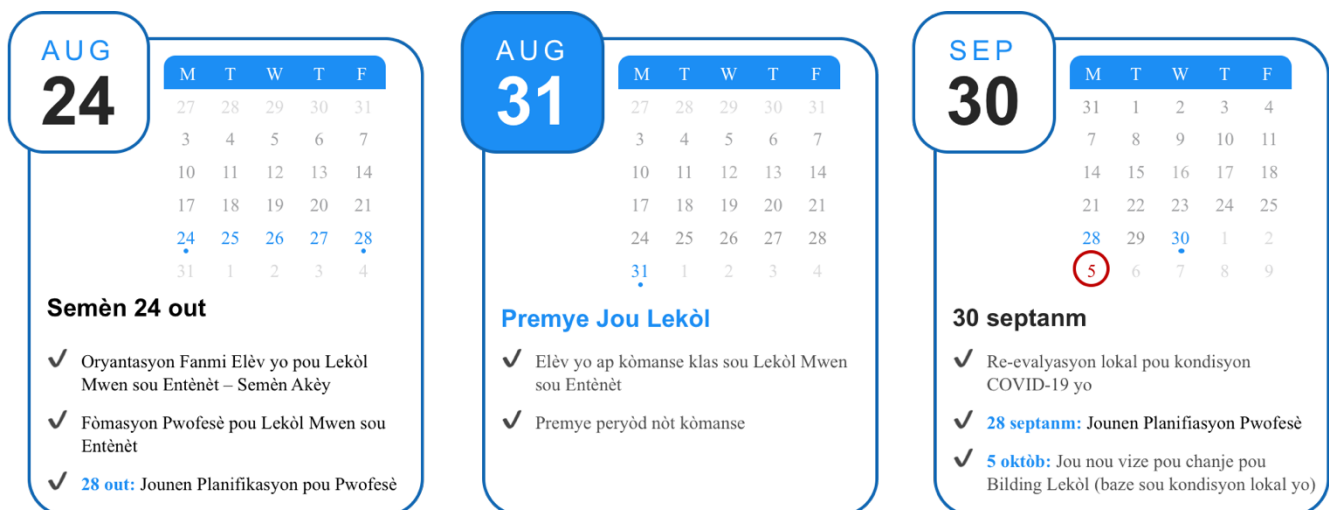 AUG
24
M T W T F
27 28 29 30 31
3 4 5 6 7
10 11 12 13 14
17 18 19 20 21
24 25 26 27 28
31 1 2 3 4
Semèn 24 out
Oryantasyon Fanmi Elèv yo pou Lekòl
Mwen sou Entènèt – Semèn Akèy
Fòmasyon Pwofesè pou Lekòl Mwen sou
Entènèt
28 out: Jounen Planifikasyon pou Pwofesè
AUG
31
M T W T F
27 28 29 30 31
3 4 5 6 7
10 11 12 13 14
17 18 19 20 21
24 25 26 27 28
31 1 2 3 4
Premye Jou Lekòl
Elèv yo ap kòmanse klas sou Lekòl Mwen
sou Entènèt
Premye peryòd nòt kòmanse
SEP
30
M T W T F
31 1 2 3 4
7 8 9 10 11
14 15 16 17 18
21 22 23 24 25
28 29 30 1 2
5 6 7 8 9
30 septanm
Re-evalyasyon lokal pou kondisyon
COVID-19 yo
28 septanm: Jounen Planifiasyon Pwofesè
5 oktòb: Jou nou vize pou chanje pou
Bilding Lekòl (baze sou kondisyon lokal yo)